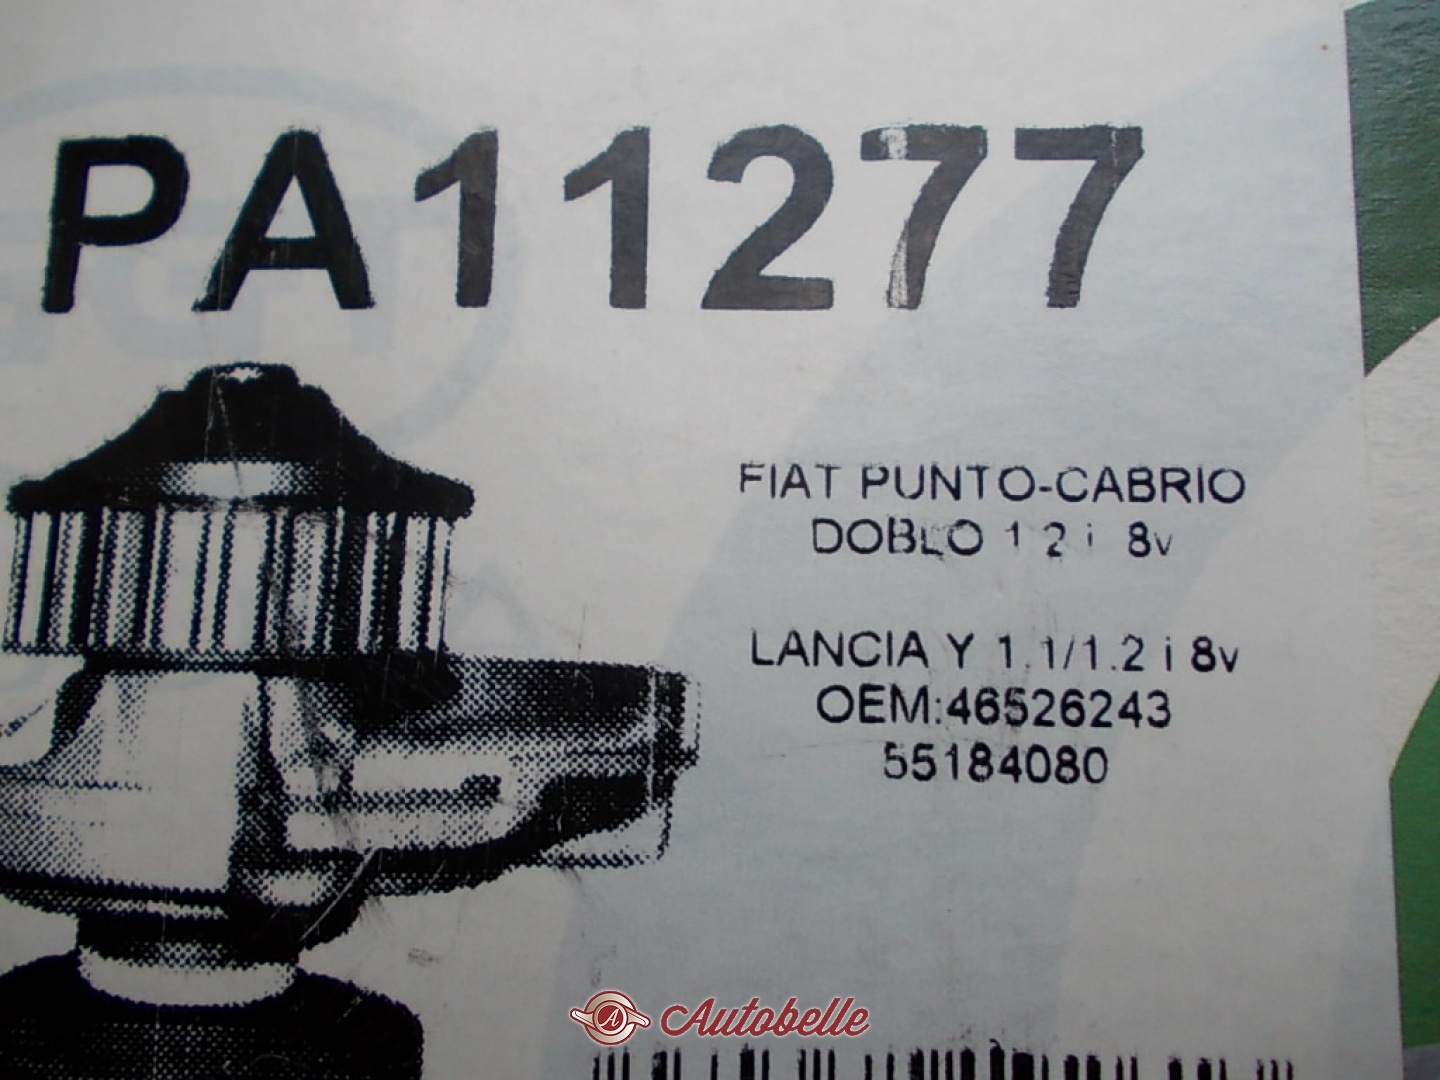 PA11277
FIAT PUNTO-CABRIO
DOBLO 1 2 i 8v
LANCIA Y 1.1/1.2 i 8v
OEM:46526243
55184080
A Autobelle